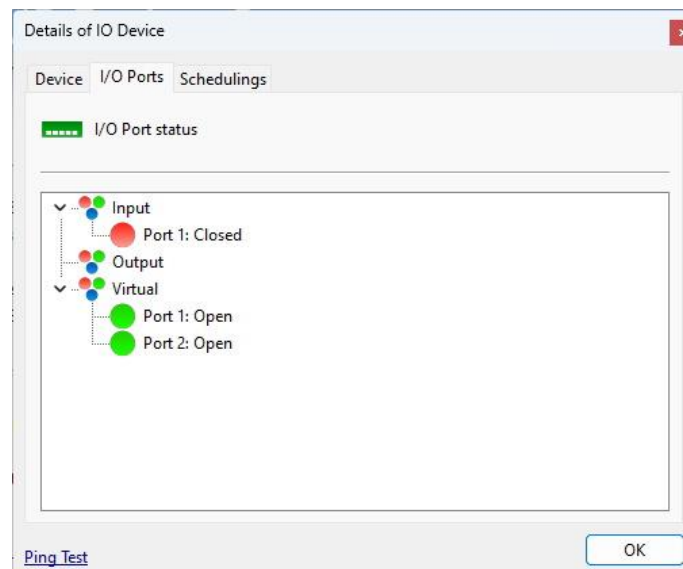 Details of IO Device
Device I/O Ports Schedulings
I/O Port status
Input
Port 1: Closed
Output
Virtual
Port 1: Open
Port 2: Open
Ping Test OK